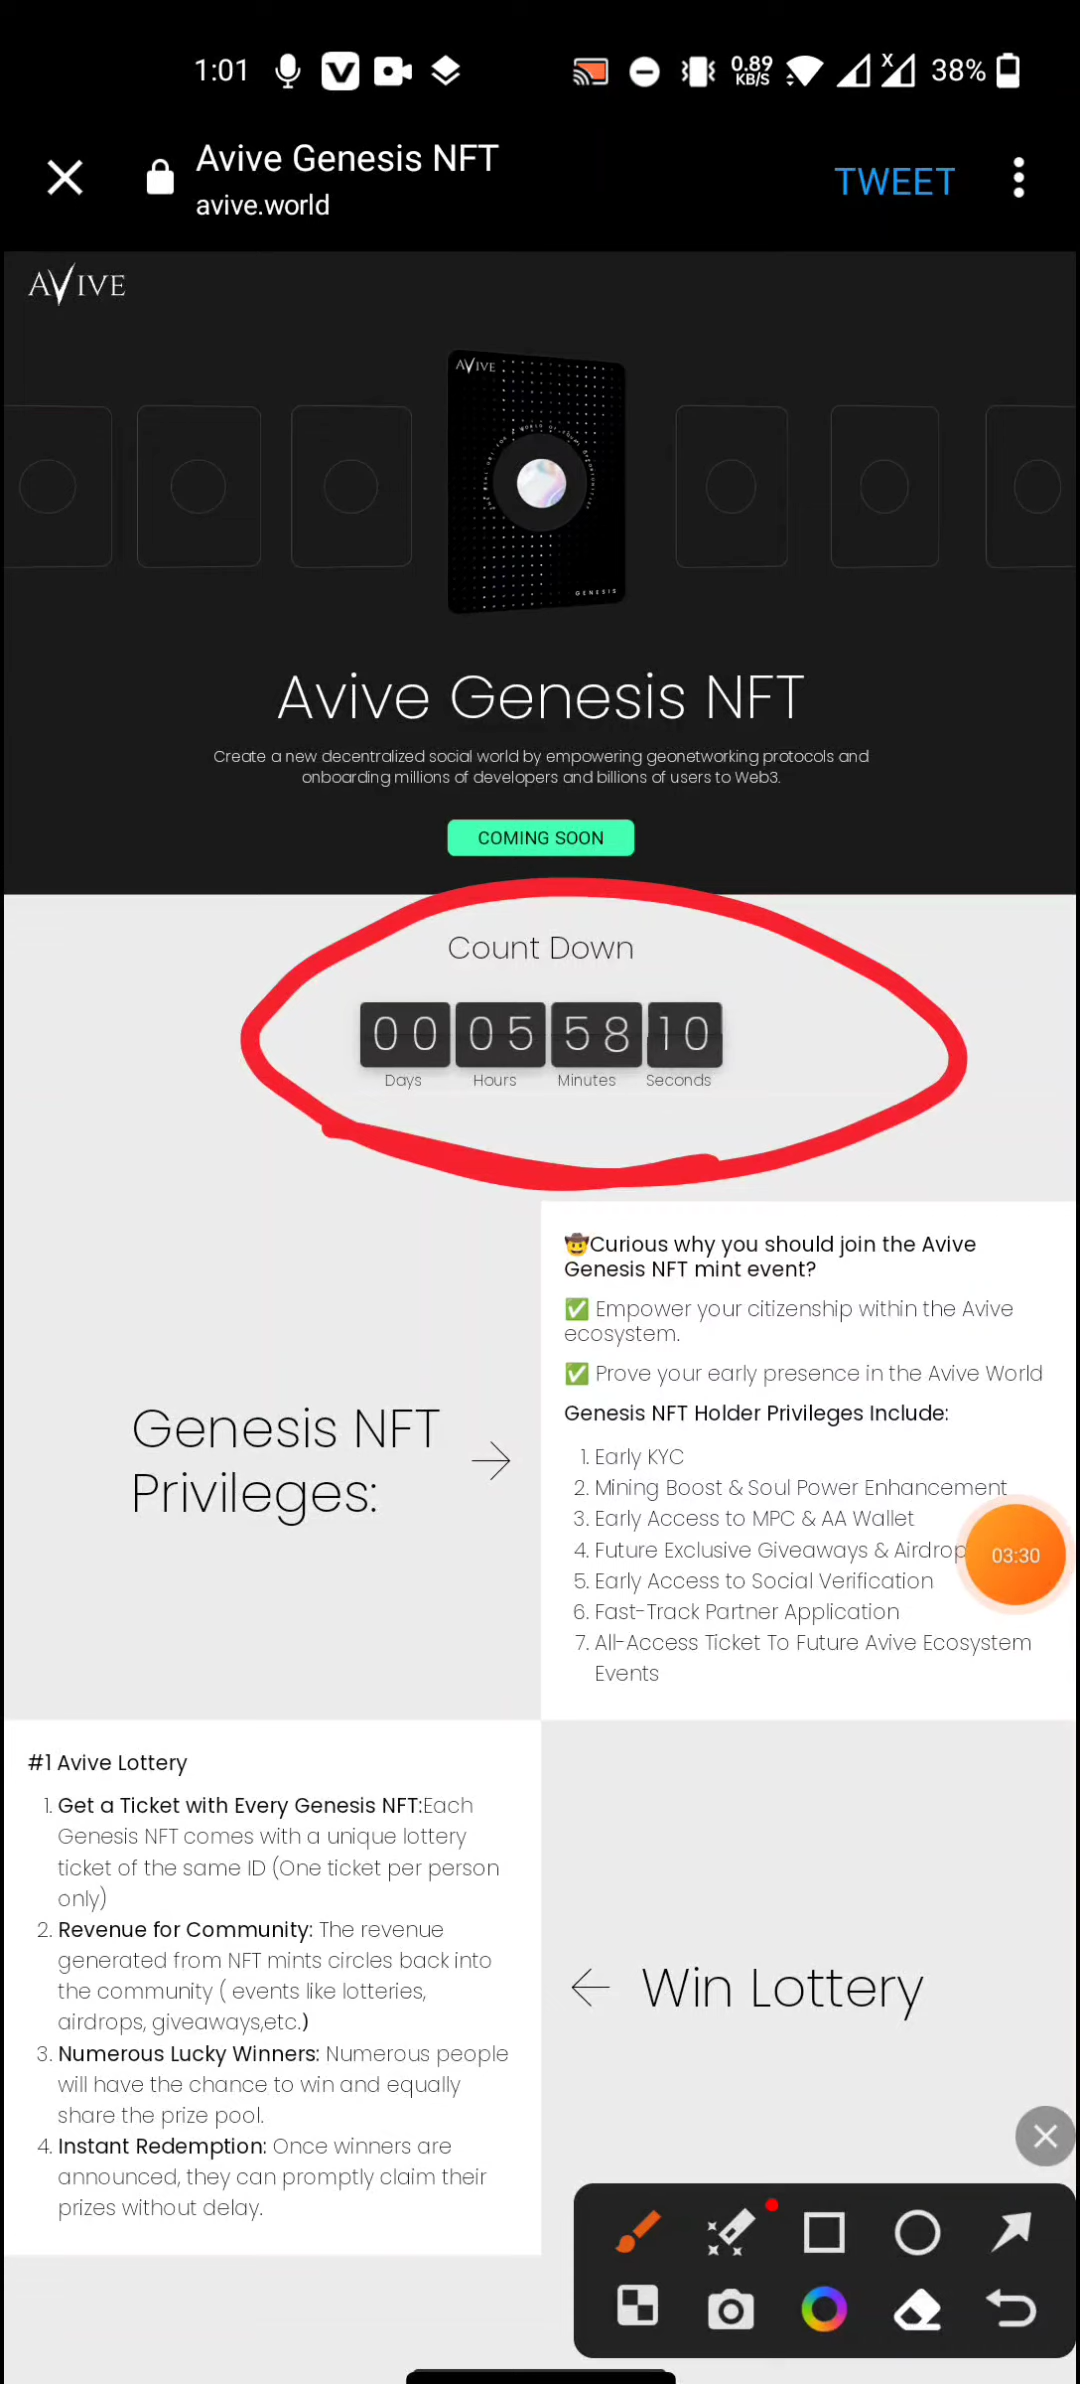 1:01
0.89
KB/S
38%
Avive Genesis NFT
avive.world
TWEET
AVIVE
AVIVE
GENESIS
Avive Genesis NFT
Create a new decentralized social world by empowering geonetworking protocols and
onboarding millions of developers and billions of users to Web3.
COMING SOON
Count Down
00 05 58 10
Days Hours Minutes Seconds
🤠Curious why you should join the Avive
Genesis NFT mint event?
✅ Empower your citizenship within the Avive
ecosystem.
✅ Prove your early presence in the Avive World
Genesis NFT Holder Privileges Include:
Genesis NFT
Privileges:
1. Early KYC
2. Mining Boost & Soul Power Enhancement
3. Early Access to MPC & AA Wallet
4. Future Exclusive Giveaways & Airdrop
5. Early Access to Social Verification
6. Fast-Track Partner Application
7. All-Access Ticket To Future Avive Ecosystem
Events
03:30
#1 Avive Lottery
1. Get a Ticket with Every Genesis NFT:Each
Genesis NFT comes with a unique lottery
ticket of the same ID (One ticket per person
only)
2. Revenue for Community: The revenue
generated from NFT mints circles back into
the community ( events like lotteries,
airdrops, giveaways,etc.)
3. Numerous Lucky Winners: Numerous people
will have the chance to win and equally
share the prize pool.
4. Instant Redemption: Once winners are
announced, they can promptly claim their
prizes without delay.
Win Lottery